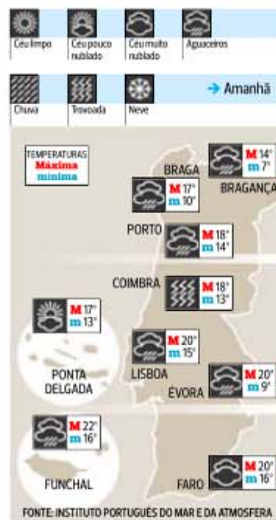 Céu limpo
Céu pouco nublado
Céu muito nublado
Aguaceiros
Chuva
Trovoada
Neve
→ Amanhã
TEMPERATURAS
Máxima
mínima
BRAGA
M 17°
m 10°
M 14°
m 7°
BRAGANÇA
PORTO
M 18°
m 14°
COIMBRA
M 18°
m 13°
M 17°
m 13°
PONTA DELGADA
M 20°
m 15°
LISBOA
ÉVORA
M 20°
m 9°
M 22°
m 16°
FUNCHAL
FARO
M 20°
m 16°
FONTE: INSTITUTO PORTUGUÊS DO MAR E DA ATMOSFERA